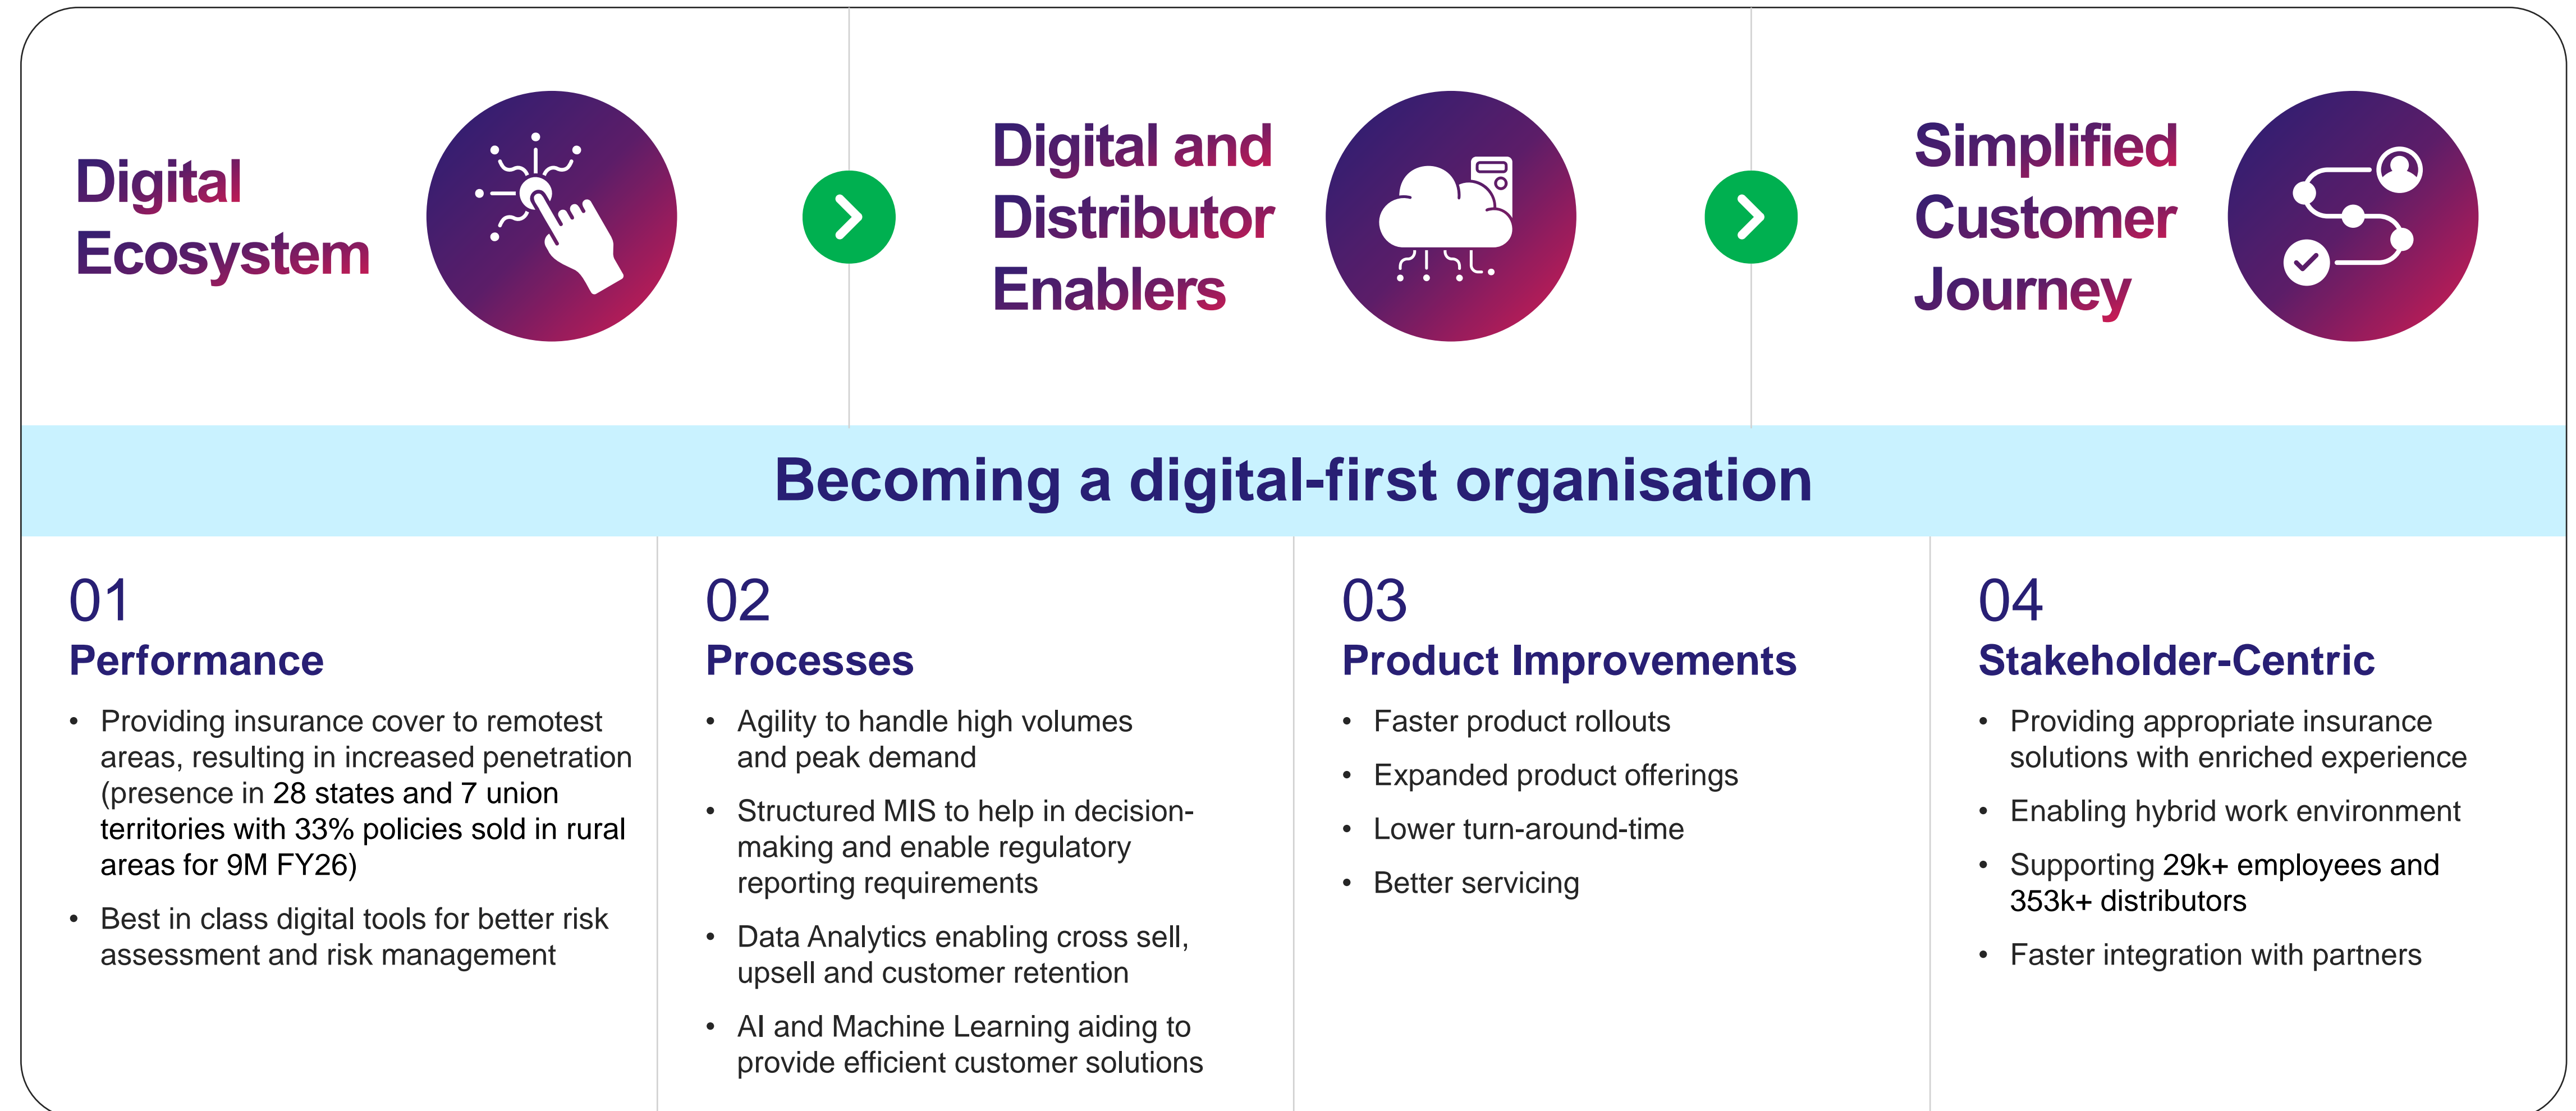 Digital
Ecosystem
Digital and
Distributor
Enablers
Simplified
Customer
Journey
Becoming a digital-first organisation
01
Performance
• Providing insurance cover to remotest
areas, resulting in increased penetration
(presence in 28 states and 7 union
territories with 33% policies sold in rural
areas for 9M FY26)
• Best in class digital tools for better risk
assessment and risk management
02
Processes
• Agility to handle high volumes
and peak demand
• Structured MIS to help in decision-
making and enable regulatory
reporting requirements
• Data Analytics enabling cross sell,
upsell and customer retention
• AI and Machine Learning aiding to
provide efficient customer solutions
03
Product Improvements
• Faster product rollouts
• Expanded product offerings
• Lower turn-around-time
• Better servicing
04
Stakeholder-Centric
• Providing appropriate insurance
solutions with enriched experience
• Enabling hybrid work environment
• Supporting 29k+ employees and
353k+ distributors
• Faster integration with partners